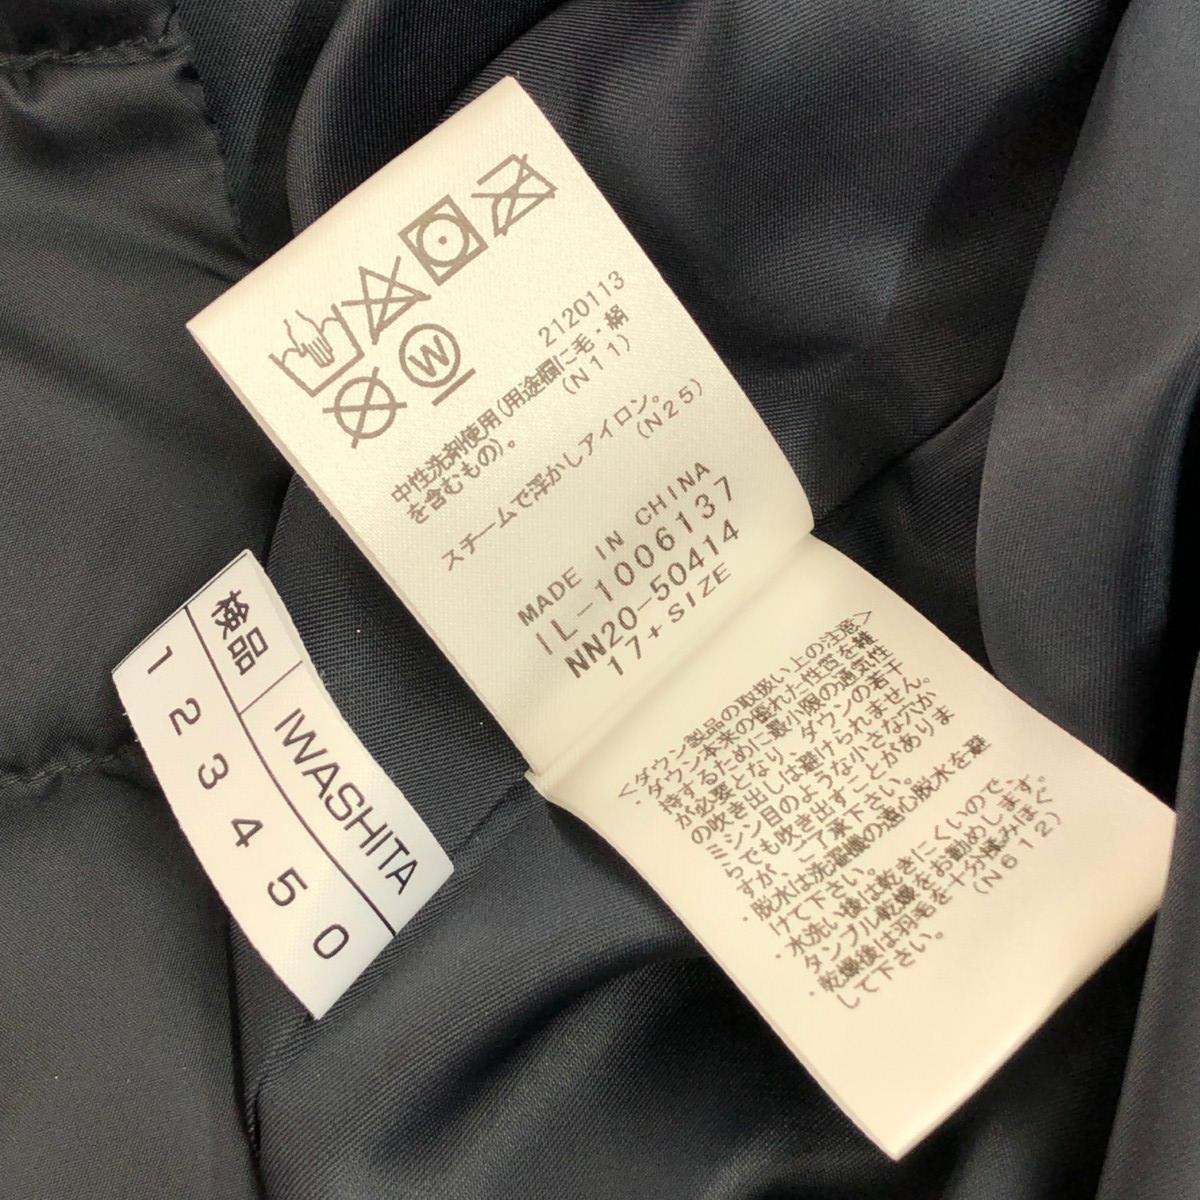 W
2120113
中性洗剤使用(用途欄に毛・絹
を含むもの)。
(N11)
スチームで浮かしアイロン。
(N25)
MADE IN CHINA
IL-1006137
NN20-50414
17+SIZE
<ダウン製品の取扱い上の注意>
・ダウン本来の優れた性質を維
持するために最小限の通気性
が必要となり、ダウンの若干
の吹き出しは避けられません。
ミシン目のような小さな穴か
らでも吹き出すことがありま
すが、ご了承下さい。
・脱水は洗濯機の遠心脱水を避
けて下さい。
・水洗い後は乾きにくいので、
タンブル乾燥をお勧めします。
・乾燥後は羽毛を十分揉みほぐ
して下さい。
(N612)
検品 IWASHITA
1 2 3 4 5 0